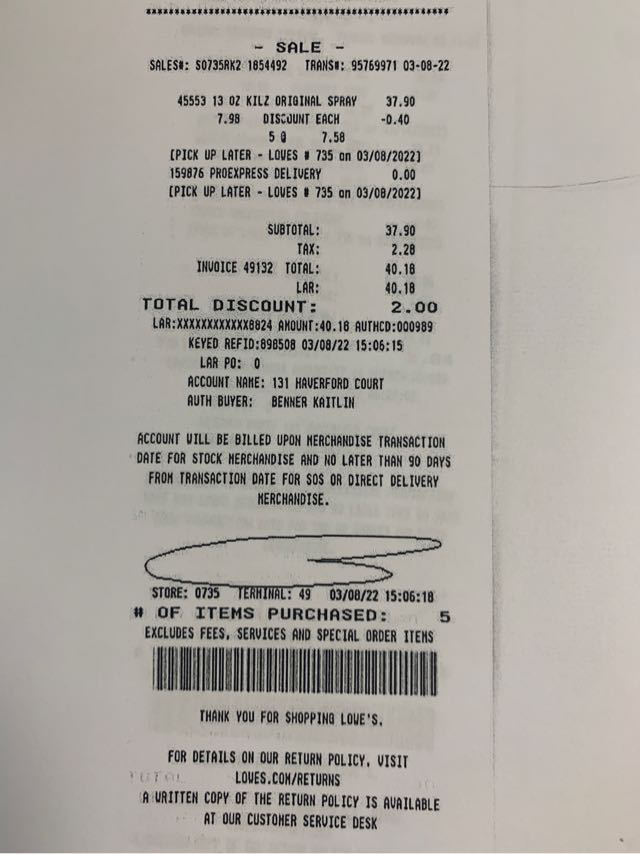 ************************************************
- SALE -
SALES#: S0735RK2 1854492 TRANS#: 95769971 03-08-22
45553 13 OZ KILZ ORIGINAL SPRAY 37.90
7.98 DISCOUNT EACH -0.40
5 @ 7.58
[PICK UP LATER - LOWES # 735 on 03/08/2022]
159876 PROEXPRESS DELIVERY 0.00
[PICK UP LATER - LOWES # 735 on 03/08/2022]
SUBTOTAL: 37.90
TAX: 2.28
INVOICE 49132 TOTAL: 40.18
LAR: 40.18
TOTAL DISCOUNT: 2.00
LAR:XXXXXXXXXXXX8824 AMOUNT:40.18 AUTHCD:000989
KEYED REFID:898508 03/08/22 15:06:15
LAR PO: 0
ACCOUNT NAME: 131 HAVERFORD COURT
AUTH BUYER: BENNER KAITLIN
ACCOUNT WILL BE BILLED UPON MERCHANDISE TRANSACTION
DATE FOR STOCK MERCHANDISE AND NO LATER THAN 90 DAYS
FROM TRANSACTION DATE FOR SOS OR DIRECT DELIVERY
MERCHANDISE.
STORE: 0735 TERMINAL: 49 03/08/22 15:06:18
# OF ITEMS PURCHASED: 5
EXCLUDES FEES, SERVICES AND SPECIAL ORDER ITEMS
THANK YOU FOR SHOPPING LOWE'S.
FOR DETAILS ON OUR RETURN POLICY, VISIT
LOWES.COM/RETURNS
A WRITTEN COPY OF THE RETURN POLICY IS AVAILABLE
AT OUR CUSTOMER SERVICE DESK